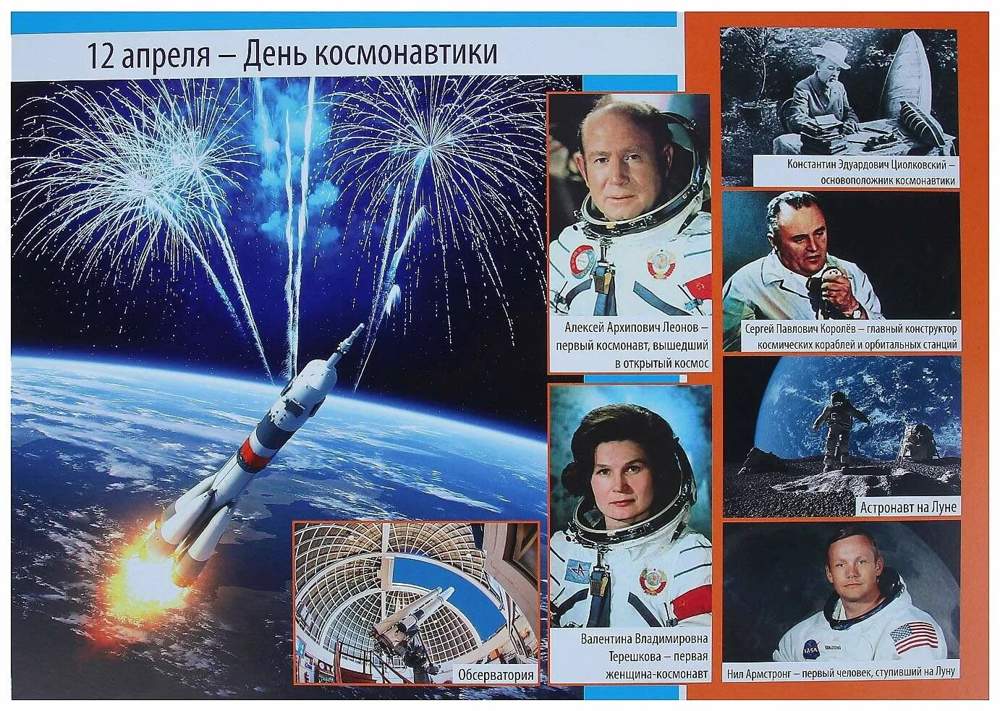 12 апреля – День космонавтики
Константин Эдуардович Циолковский –
основоположник космонавтики
Алексей Архипович Леонов –
первый космонавт, вышедший
в открытый космос
Сергей Павлович Королёв – главный конструктор
космических кораблей и орбитальных станций
Астронавт на Луне
Валентина Владимировна
Терешкова – первая
женщина-космонавт
Обсерватория
NASA
ARMSTRONG
Нил Армстронг – первый человек, ступивший на Луну